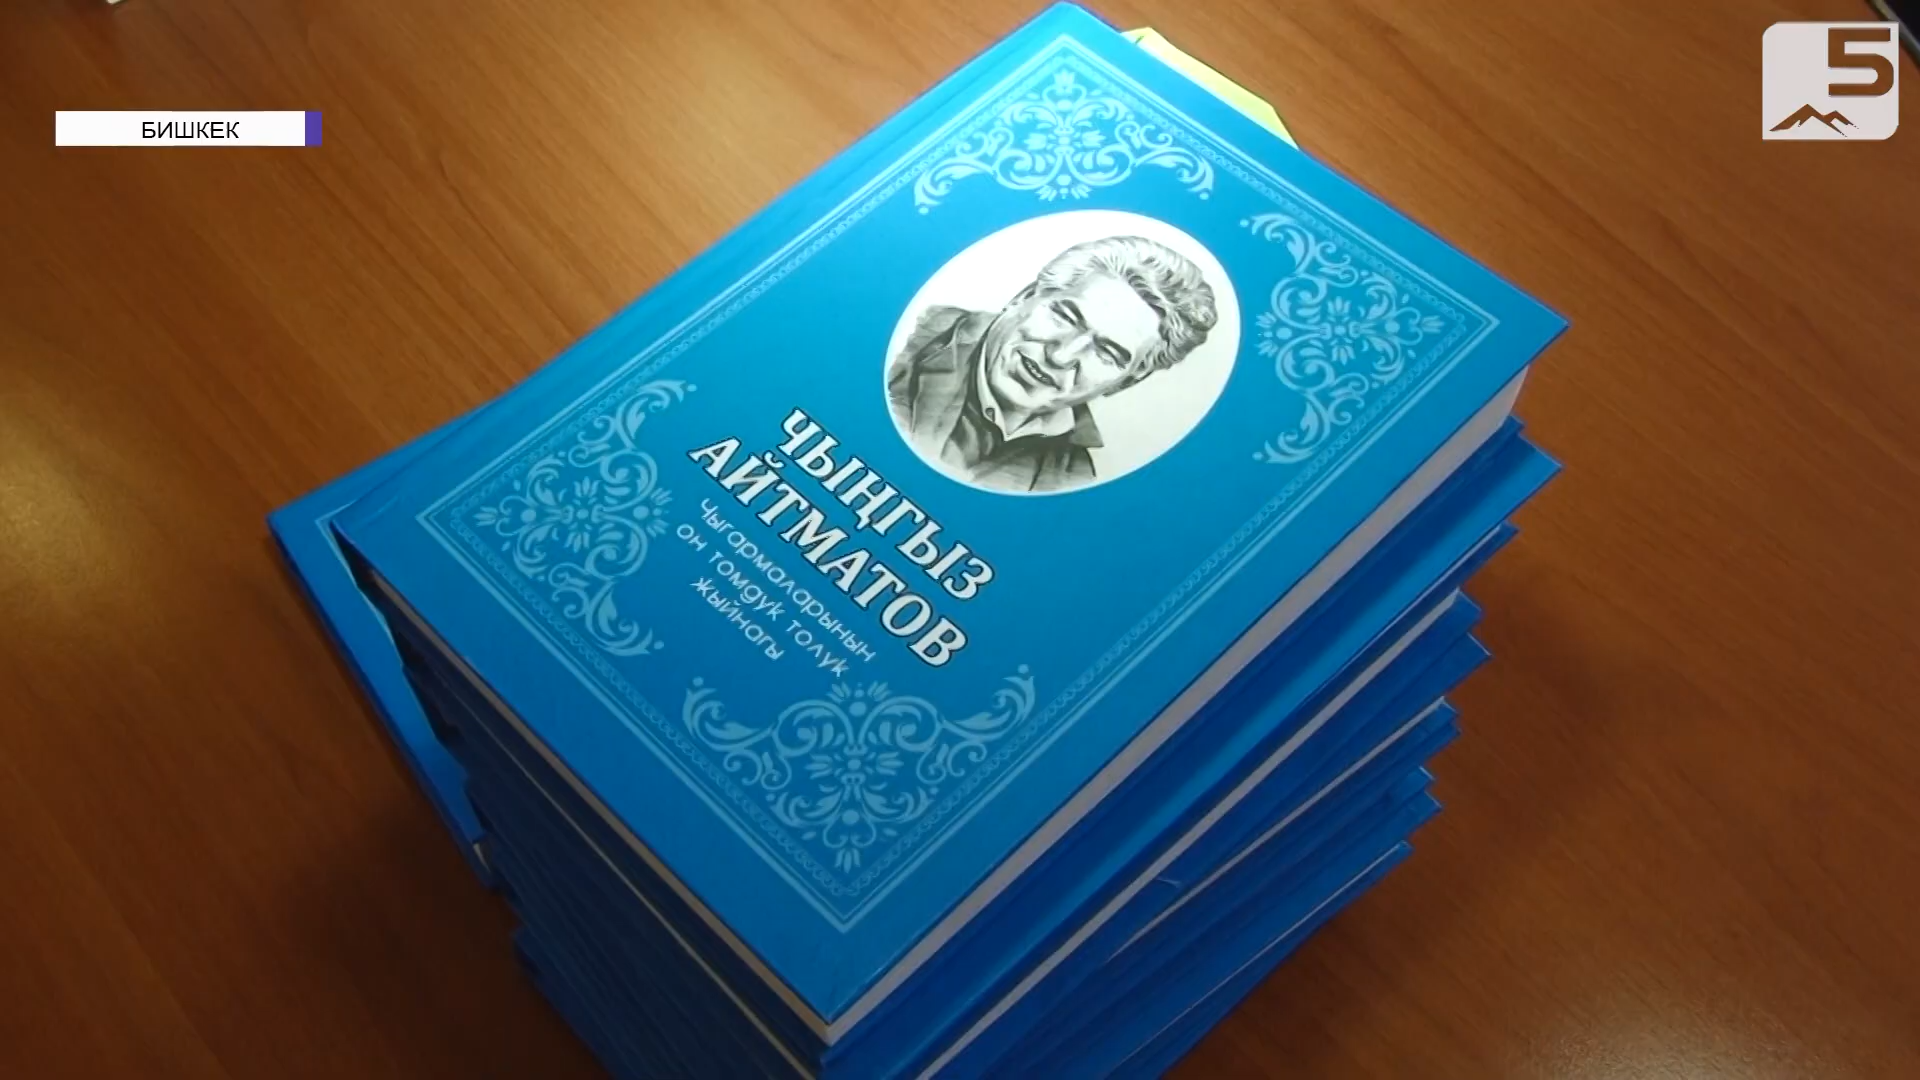 БИШКЕК
5
ЧЫҢГЫЗ
АЙТМАТОВ
Чыгармаларынын
он томдук толук
жыйнагы